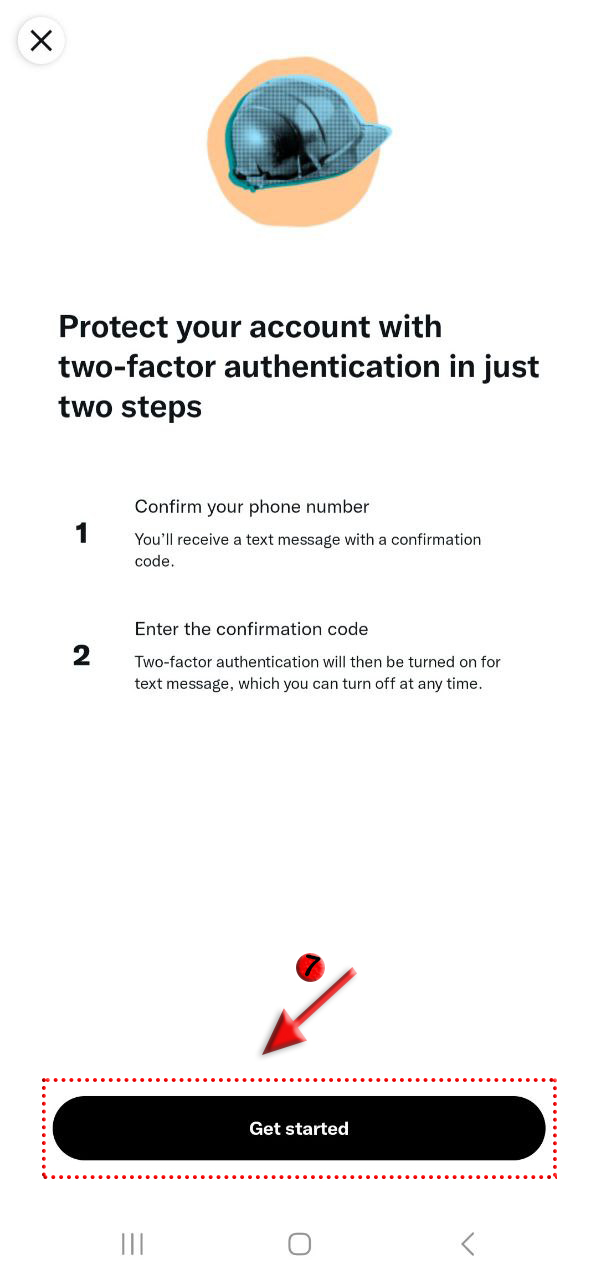 Protect your account with
two-factor authentication in just
two steps
1
Confirm your phone number
You'll receive a text message with a confirmation
code.
2
Enter the confirmation code
Two-factor authentication will then be turned on for
text message, which you can turn off at any time.
7
Get started